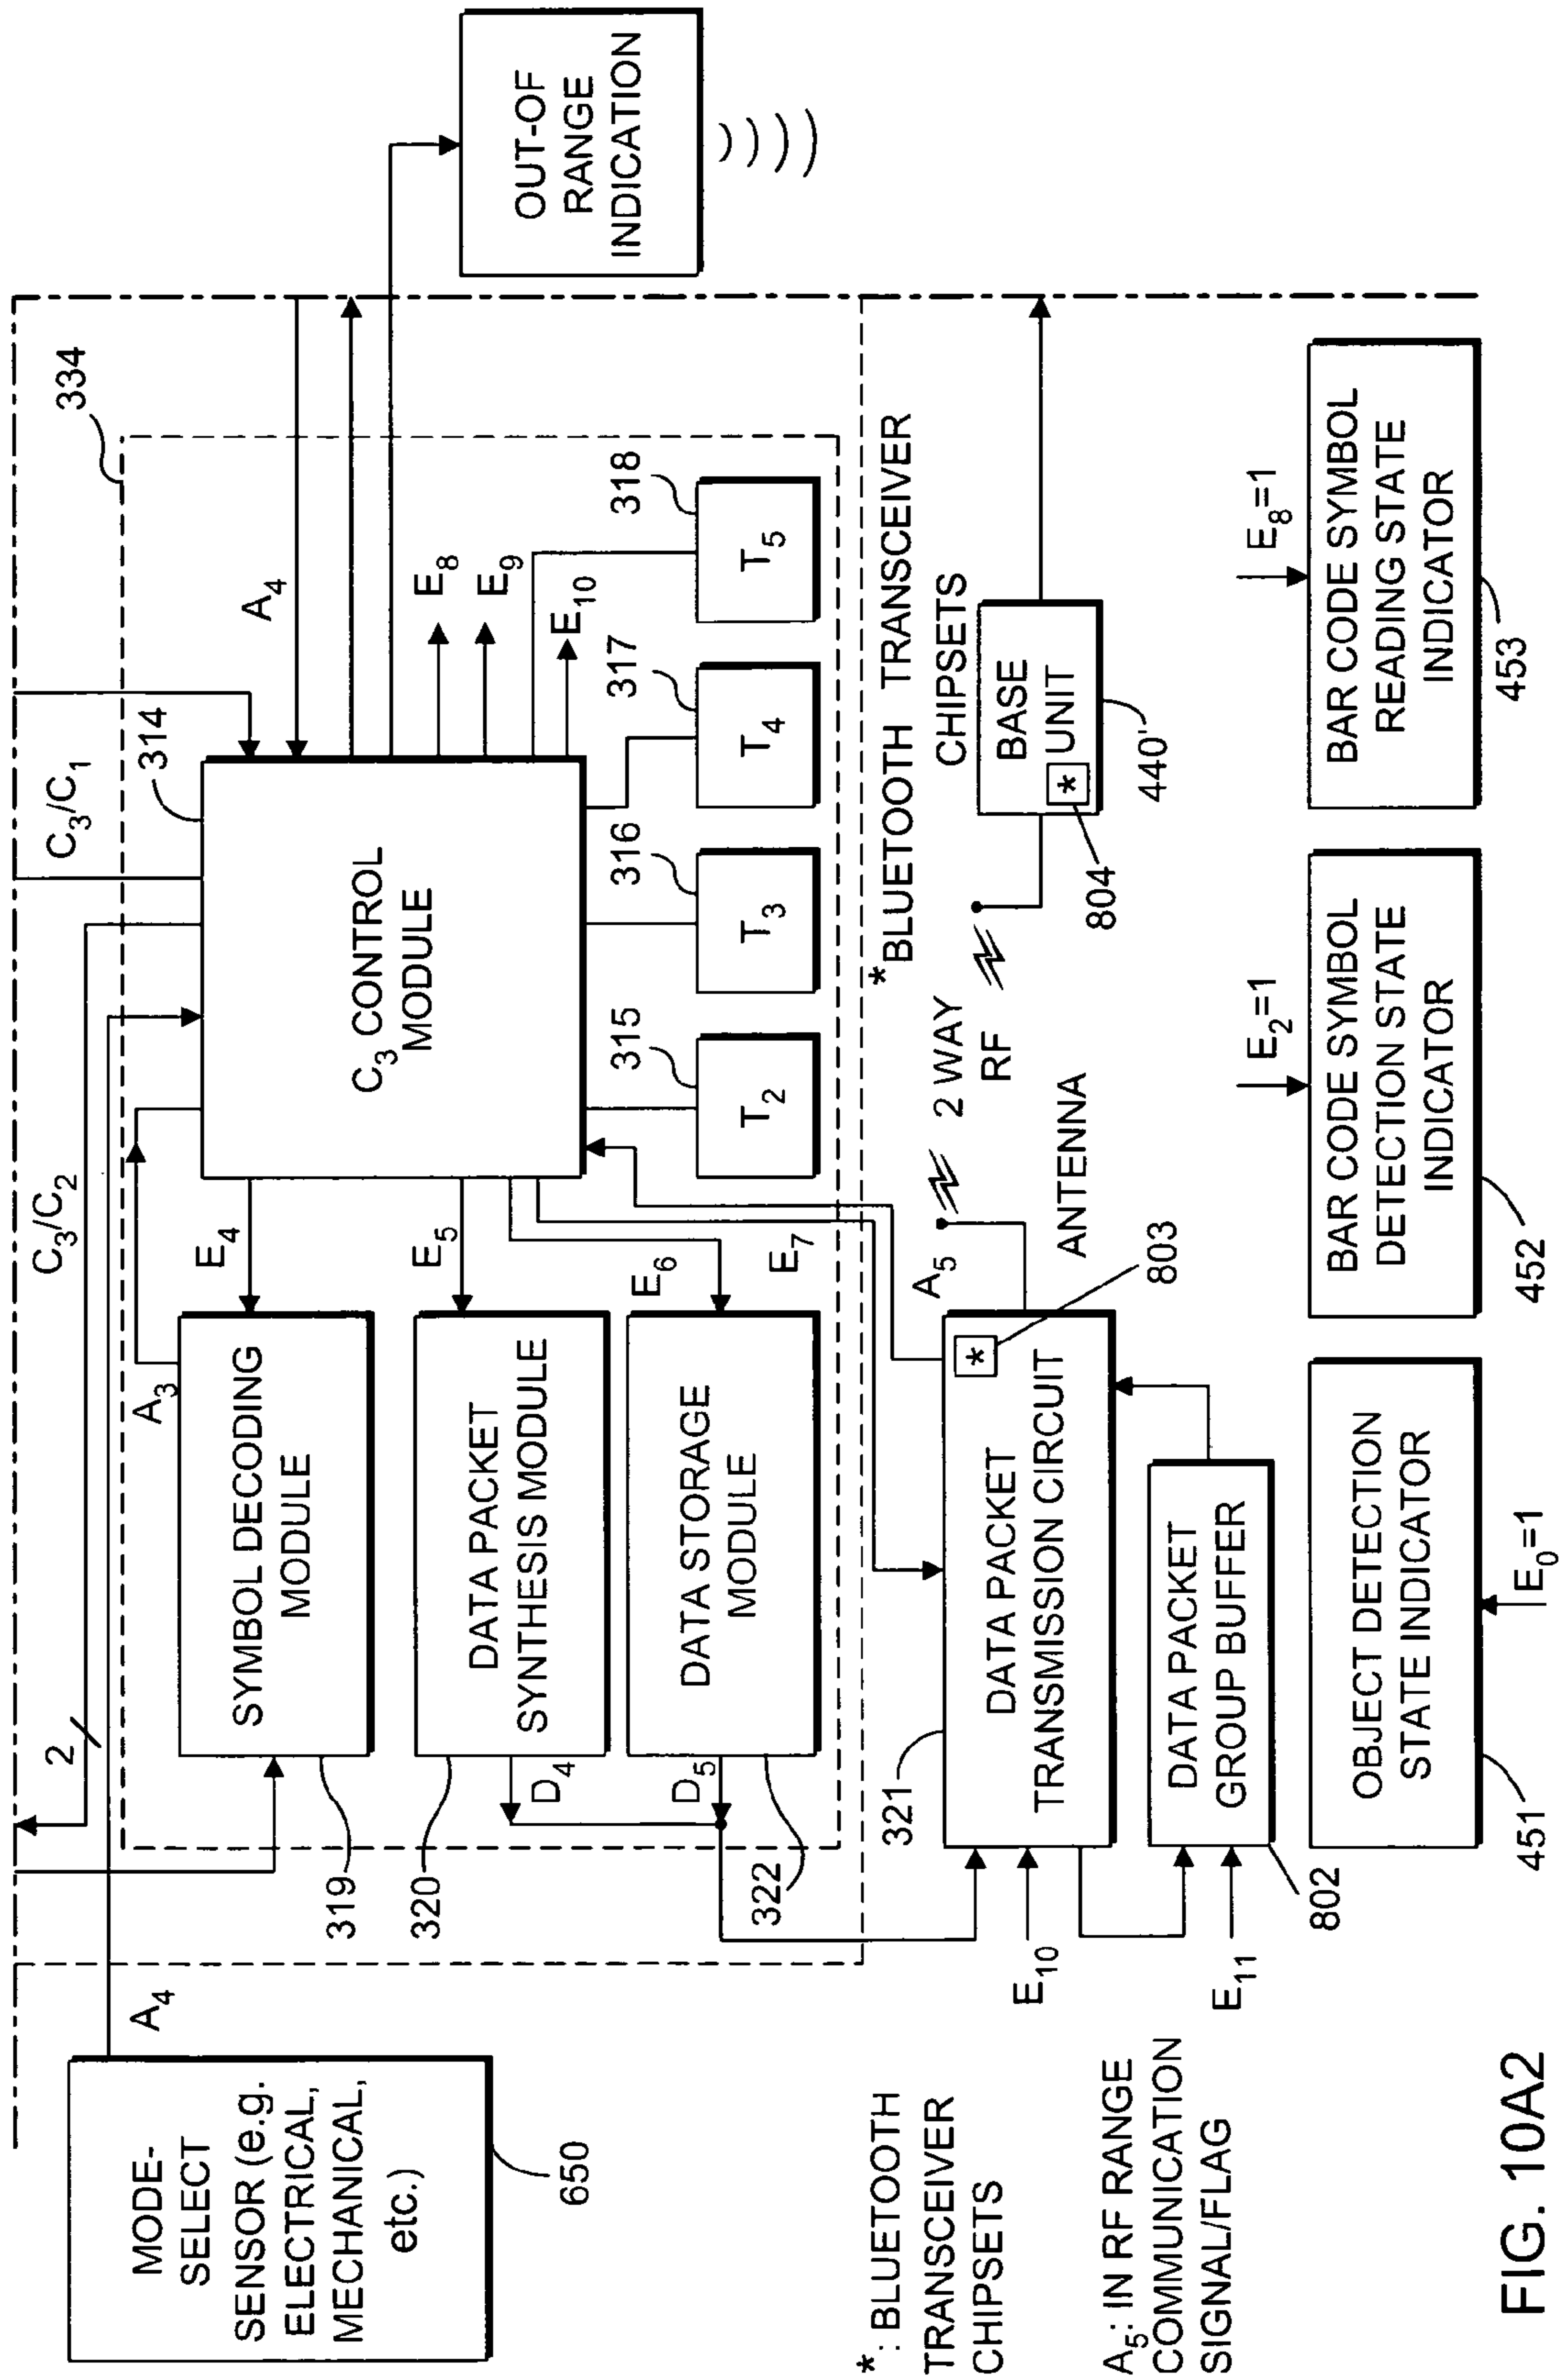 MODE-
SELECT
SENSOR (e.g.
ELECTRICAL,
MECHANICAL,
etc.)
650
A4
2
C3/C2
C3/C1
A4
334
314
C3 CONTROL
MODULE
A3
SYMBOL DECODING
MODULE
319
E4
DATA PACKET
SYNTHESIS MODULE
320
D4
E5
DATA STORAGE
MODULE
322
D5
E6
E7
E8
E9
E10
315
T2
316
T3
317
T4
318
T5
OUT-OF
RANGE
INDICATION
*: BLUETOOTH
TRANSCEIVER
CHIPSETS
A5: IN RF RANGE
COMMUNICATION
SIGNAL/FLAG
321
DATA PACKET
TRANSMISSION CIRCUIT
*
803
E10
A5
ANTENNA
2 WAY
RF
*BLUETOOTH TRANSCEIVER
CHIPSETS
BASE
UNIT
*
804
440'
DATA PACKET
GROUP BUFFER
802
E11
OBJECT DETECTION
STATE INDICATOR
451
E0=1
E2=1
BAR CODE SYMBOL
DETECTION STATE
INDICATOR
452
E8=1
BAR CODE SYMBOL
READING STATE
INDICATOR
453
FIG. 10A2